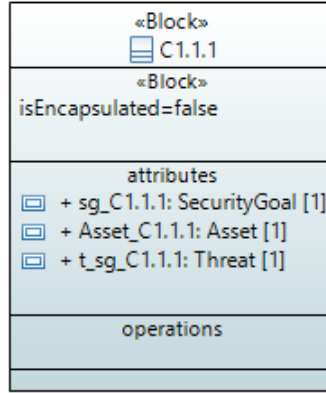 «Block»
C1.1.1
«Block»
isEncapsulated=false
attributes
+ sg_C1.1.1: SecurityGoal [1]
+ Asset_C1.1.1: Asset [1]
+ t_sg_C1.1.1: Threat [1]
operations